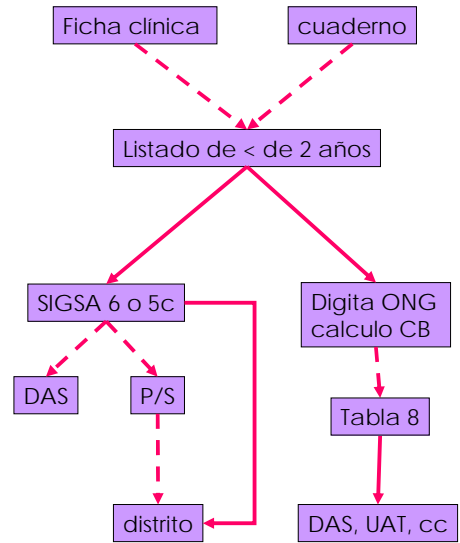 Ficha clínica
cuaderno
Listado de < de 2 años
SIGSA 6 o 5c
Digita ONG
calculo CB
DAS
P/S
Tabla 8
distrito
DAS, UAT, cc